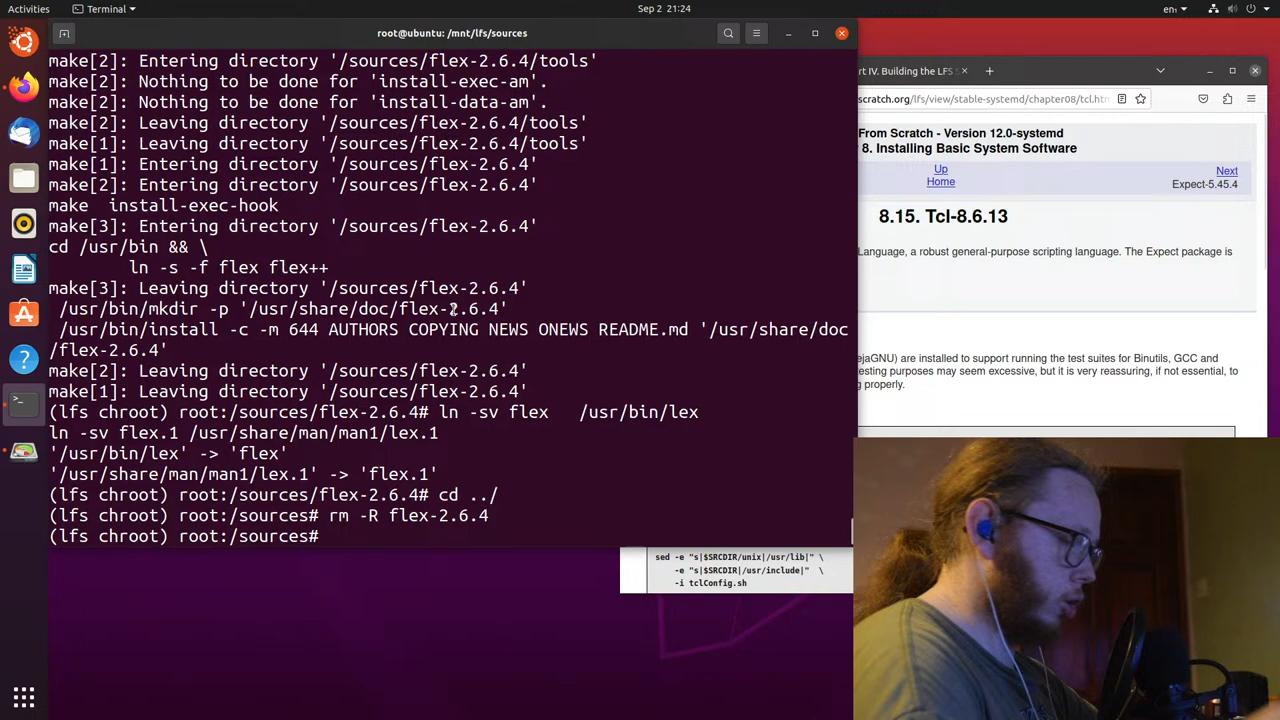 Activities
Terminal
Sep 2 21:24
en
root@ubuntu: /mnt/lfs/sources
make[2]: Entering directory '/sources/flex-2.6.4/tools'
make[2]: Nothing to be done for 'install-exec-am'.
make[2]: Nothing to be done for 'install-data-am'.
make[2]: Leaving directory '/sources/flex-2.6.4/tools'
make[1]: Leaving directory '/sources/flex-2.6.4/tools'
make[1]: Entering directory '/sources/flex-2.6.4'
make[2]: Entering directory '/sources/flex-2.6.4'
make  install-exec-hook
make[3]: Entering directory '/sources/flex-2.6.4'
cd /usr/bin && \
ln -s -f flex flex++
make[3]: Leaving directory '/sources/flex-2.6.4'
/usr/bin/mkdir -p '/usr/share/doc/flex-2.6.4'
/usr/bin/install -c -m 644 AUTHORS COPYING NEWS ONEWS README.md '/usr/share/doc
/flex-2.6.4'
make[2]: Leaving directory '/sources/flex-2.6.4'
make[1]: Leaving directory '/sources/flex-2.6.4'
(lfs chroot) root:/sources/flex-2.6.4# ln -sv flex   /usr/bin/lex
ln -sv flex.1 /usr/share/man/man1/lex.1
'/usr/bin/lex' -> 'flex'
'/usr/share/man/man1/lex.1' -> 'flex.1'
(lfs chroot) root:/sources/flex-2.6.4# cd ../
(lfs chroot) root:/sources# rm -R flex-2.6.4
(lfs chroot) root:/sources#
rt IV. Building the LFS S
scratch.org/lfs/view/stable-systemd/chapter08/tcl.htm
From Scratch - Version 12.0-systemd
8. Installing Basic System Software
Up
Home
Next
Expect-5.45.4
8.15. Tcl-8.6.13
Language, a robust general-purpose scripting language. The Expect package is
ejaGNU) are installed to support running the test suites for Binutils, GCC and
esting purposes may seem excessive, but it is very reassuring, if not essential, to
g properly.
sed -e "s|$SRCDIR/unix|/usr/lib|" \
-e "s|$SRCDIR|/usr/include|"  \
-i tclConfig.sh